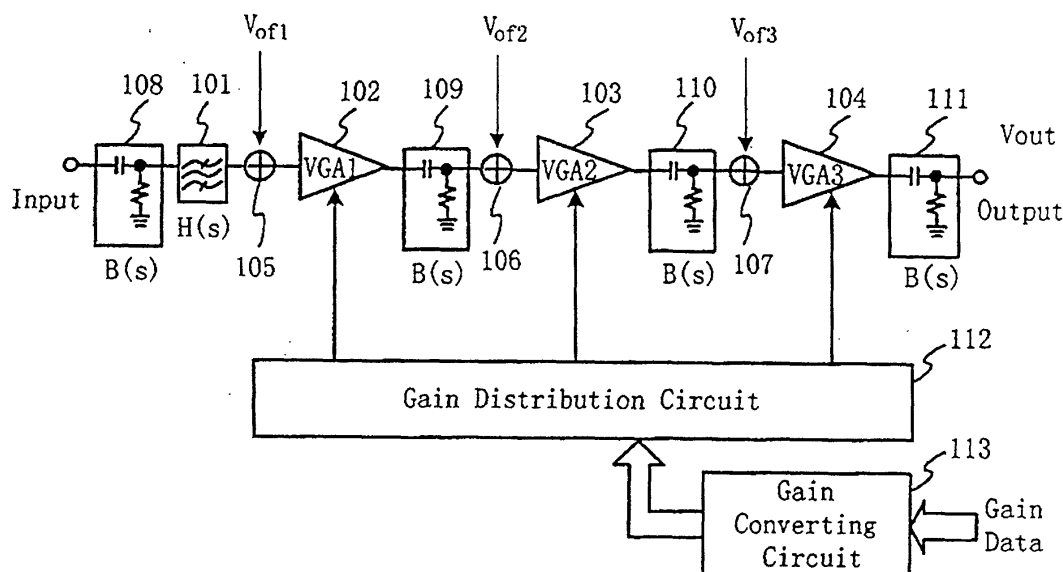 Vof1
Vof2
Vof3
108
101
102
109
103
110
104
111
Vout
VGA1
VGA2
VGA3
Input
H(s)
105
B(s)
B(s)
106
B(s)
107
B(s)
Output
112
Gain Distribution Circuit
113
Gain
Converting
Circuit
Gain
Data